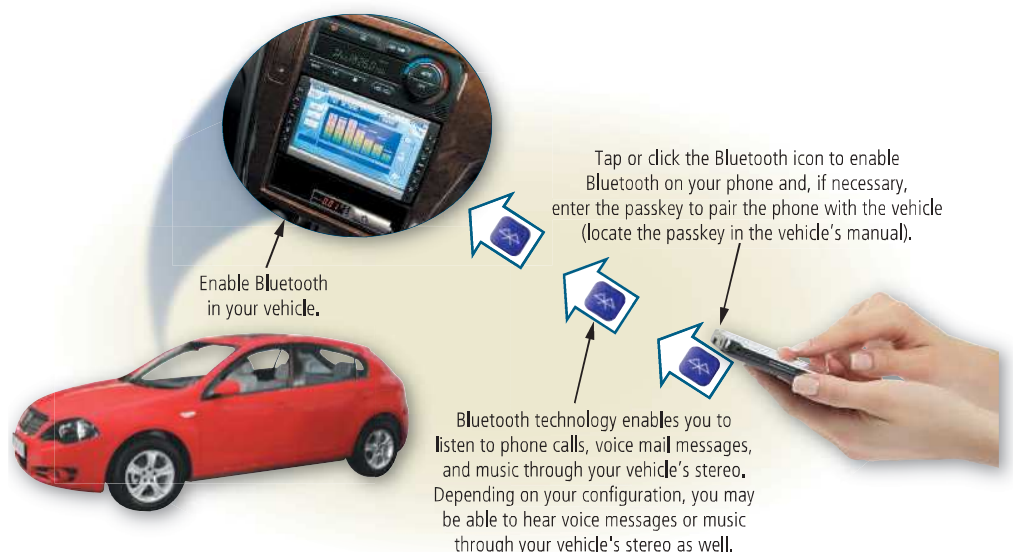 Tap or click the Bluetooth icon to enable
Bluetooth on your phone and, if necessary,
enter the passkey to pair the phone with the vehicle
(locate the passkey in the vehicle's manual).
Enable Bluetooth
in your vehicle.
Bluetooth technology enables you to
listen to phone calls, voice mail messages,
and music through your vehicle's stereo.
Depending on your configuration, you may
be able to hear voice messages or music
through your vehicle's stereo as well.